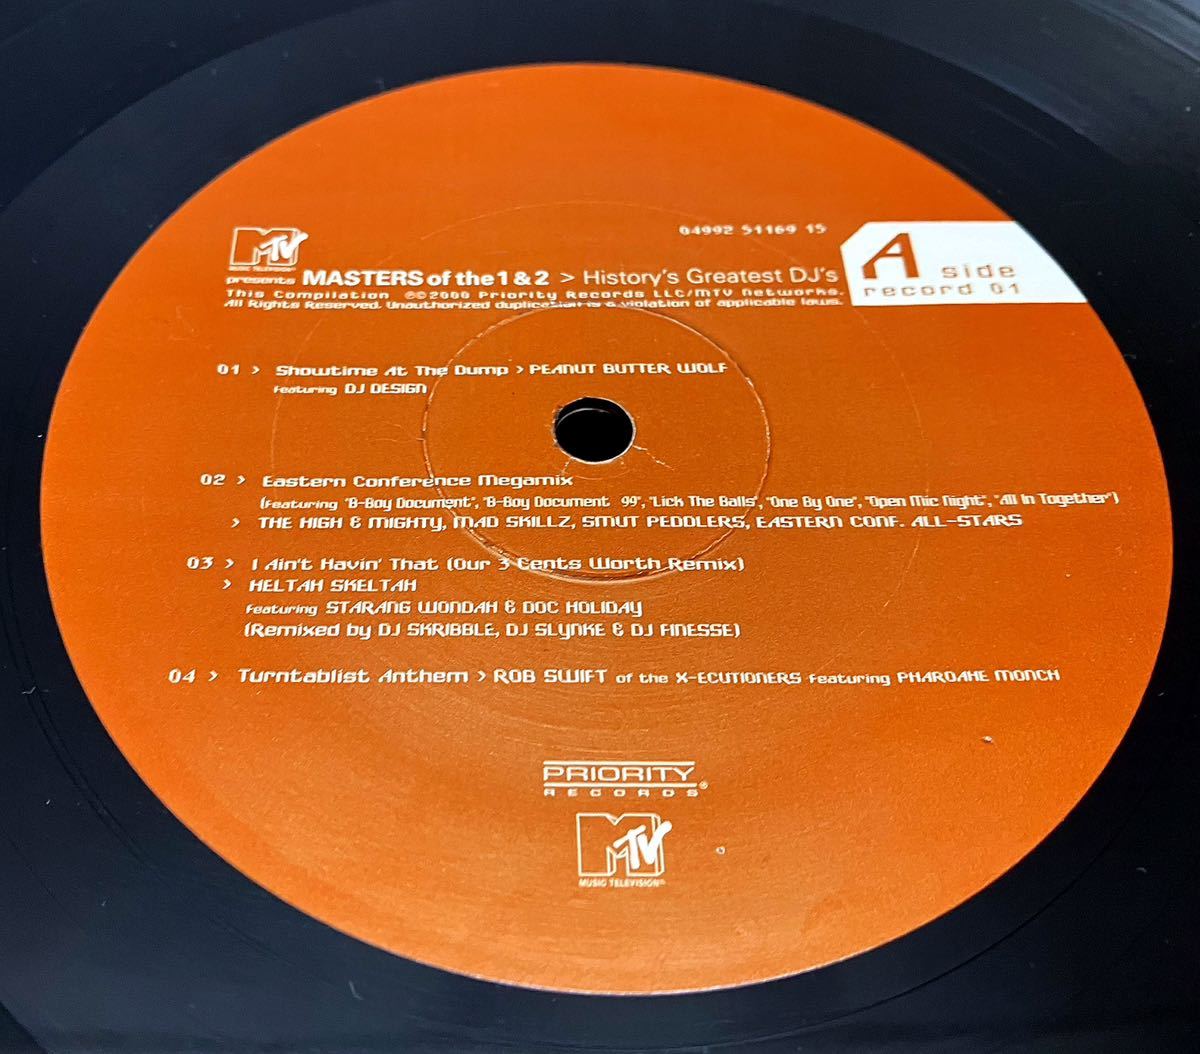 04992 51169 15
A side
record 01
MTV
MUSIC TELEVISION®
presents MASTERS of the 1 & 2 > History's Greatest DJ's
This Compilation ℗©2000 Priority Records LLC/MTV Networks.
All Rights Reserved. Unauthorized duplication is a violation of applicable laws.
01 > Showtime At The Dump > PEANUT BUTTER WOLF
featuring DJ DESIGN
02 > Eastern Conference Megamix
(featuring "B-Boy Document", "B-Boy Document 99", "Lick The Balls", "One By One", "Open Mic Night", "All In Together")
> THE HIGH & MIGHTY, MAD SKILLZ, SMUT PEDDLERS, EASTERN CONF. ALL-STARS
03 > I Ain't Havin' That (Our 3 Cents Worth Remix)
> HELTAH SKELTAH
featuring STARANG WONDAH & DOC HOLIDAY
(Remixed by DJ SKRIBBLE, DJ SLYNKE & DJ FINESSE)
04 > Turntablist Anthem > ROB SWIFT of the X-ECUTIONERS featuring PHAROAHE MONCH
PRIORITY
RECORDS®
MTV
MUSIC TELEVISION®